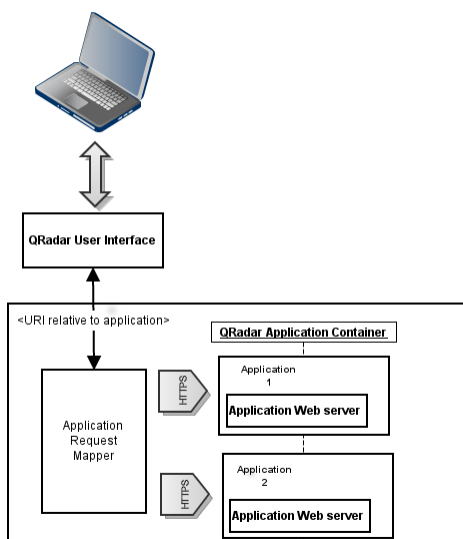 QRadar User Interface
<URI relative to application>
QRadar Application Container
Application
1
HTTPS
Application Web server
Application
Request
Mapper
Application
2
HTTPS
Application Web server